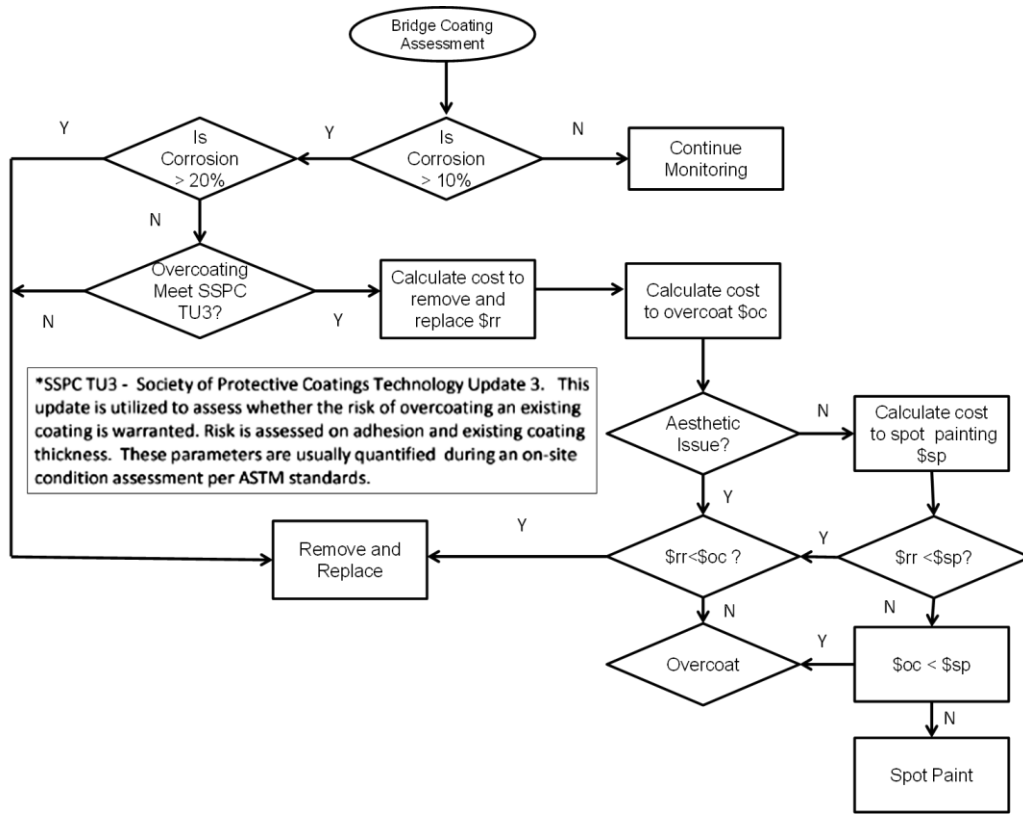 Bridge Coating
Assessment
Y
Is
Corrosion
> 20%
Y
Is
Corrosion
> 10%
N
Continue
Monitoring
N
Overcoating
Meet SSPC
TU3?
N
Y
Calculate cost to
remove and
replace $rr
Calculate cost
to overcoat $oc
*SSPC TU3 - Society of Protective Coatings Technology Update 3. This
update is utilized to assess whether the risk of overcoating an existing
coating is warranted. Risk is assessed on adhesion and existing coating
thickness. These parameters are usually quantified during an on-site
condition assessment per ASTM standards.
Aesthetic
Issue?
N
Calculate cost
to spot painting
$sp
Y
Remove and
Replace
Y
$rr<$oc ?
Y
$rr <$sp?
N
N
Overcoat
Y
$oc < $sp
N
Spot Paint